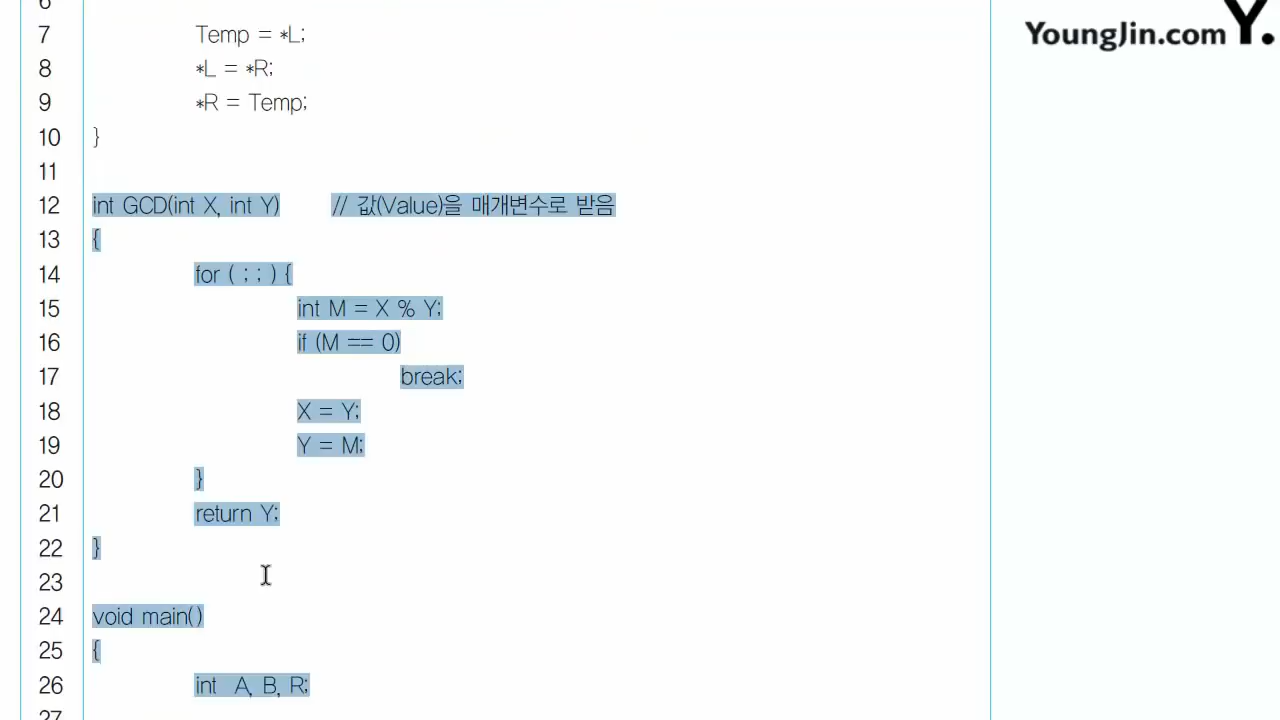 6
7 Temp = *L;
YoungJin.com Y.
8 *L = *R;
9 *R = Temp;
10 }
11
12 int GCD(int X, int Y) // 값(Value)을 매개변수로 받음
13 {
14 for ( ; ; ) {
15 int M = X % Y;
16 if (M == 0)
17 break;
18 X = Y;
19 Y = M;
20 }
21 return Y;
22 }
23
24 void main()
25 {
26 int A, B, R;
27